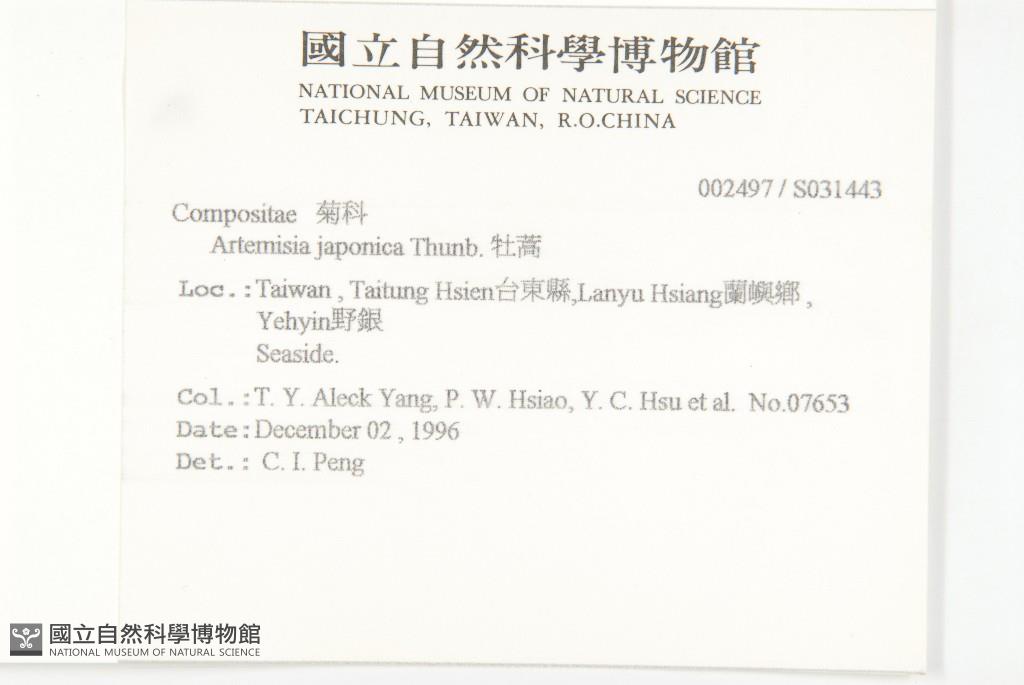 國立自然科學博物館
NATIONAL MUSEUM OF NATURAL SCIENCE
TAICHUNG, TAIWAN, R.O.CHINA
002497 / S031443
Compositae 菊科
Artemisia japonica Thunb. 牡蒿
Loc.:Taiwan , Taitung Hsien台東縣,Lanyu Hsiang蘭嶼鄉 ,
Yehyin野銀
Seaside.
Col.:T. Y. Aleck Yang, P. W. Hsiao, Y. C. Hsu et al. No.07653
Date:December 02 , 1996
Det.: C. I. Peng
國立自然科學博物館
NATIONAL MUSEUM OF NATURAL SCIENCE